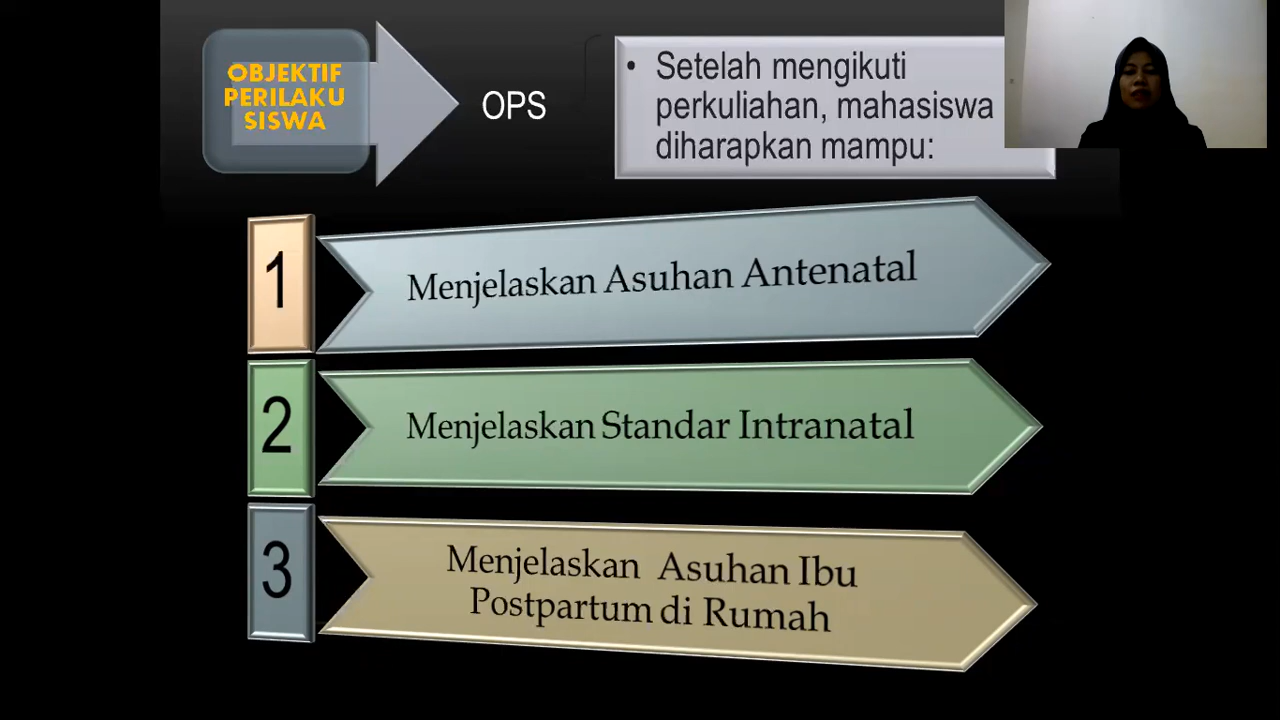 OBJEKTIF
PERILAKU
SISWA
OPS
• Setelah mengikuti
perkuliahan, mahasiswa
diharapkan mampu:
1
Menjelaskan Asuhan Antenatal
2
Menjelaskan Standar Intranatal
3
Menjelaskan Asuhan Ibu
Postpartum di Rumah